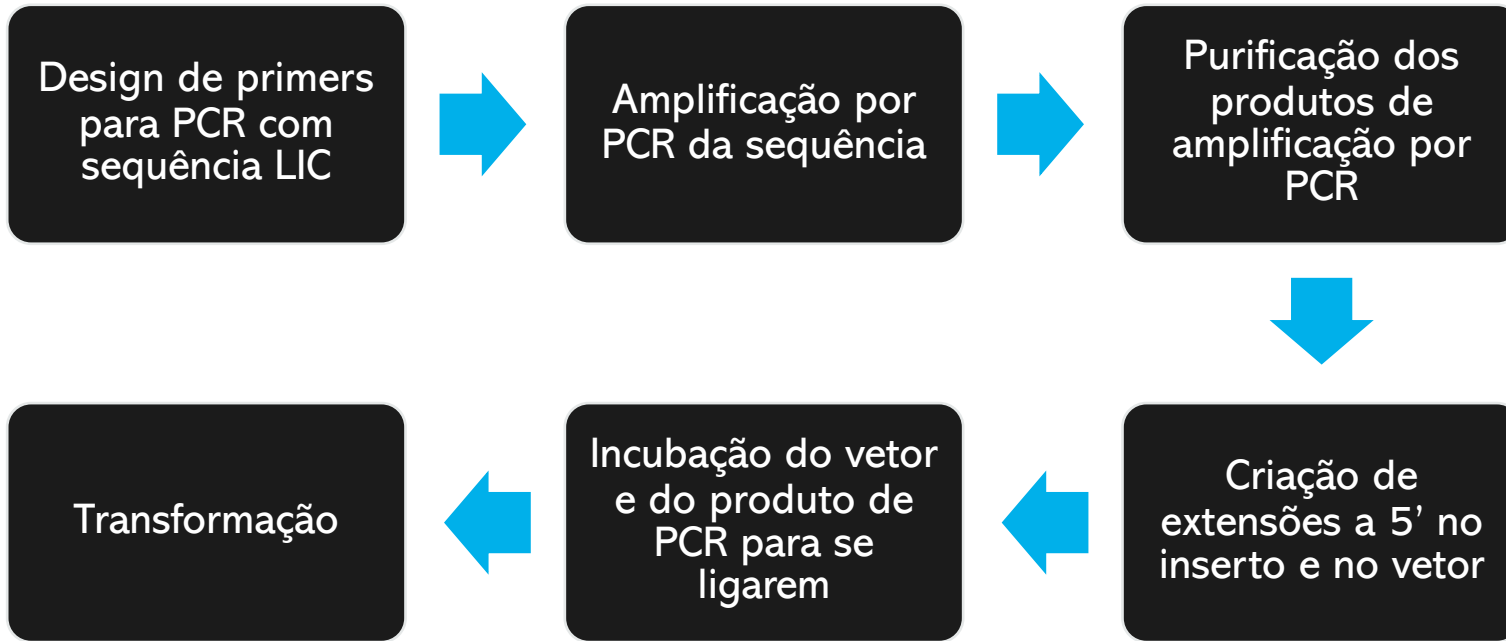 Design de primers
para PCR com
sequência LIC
Amplificação por
PCR da sequência
Purificação dos
produtos de
amplificação por
PCR
Criação de
extensões a 5’ no
inserto e no vetor
Incubação do vetor
e do produto de
PCR para se
ligarem
Transformação